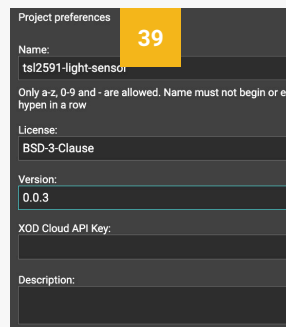 Project preferences
39
Name:
tsl2591-light-sensor
Only a-z, 0-9 and - are allowed. Name must not begin or e
hypen in a row
License:
BSD-3-Clause
Version:
0.0.3
XOD Cloud API Key:
Description: